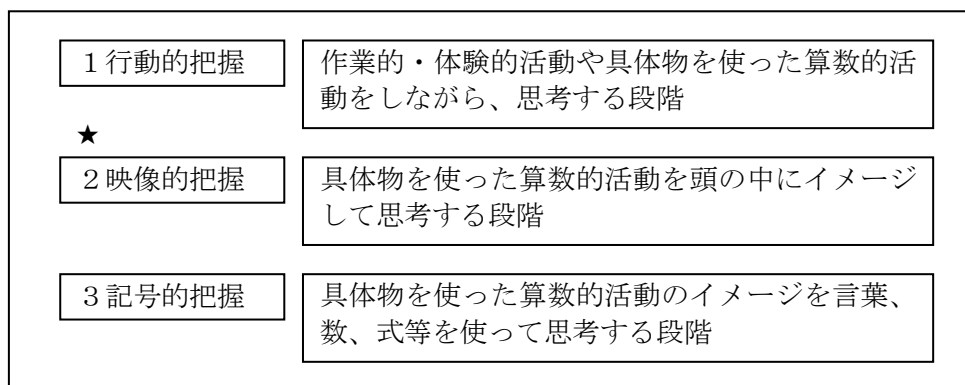 1行動的把握
作業的・体験的活動や具体物を使った算数的活
動をしながら、思考する段階
★
2映像的把握
具体物を使った算数的活動を頭の中にイメージ
して思考する段階
3記号的把握
具体物を使った算数的活動のイメージを言葉、
数、式等を使って思考する段階